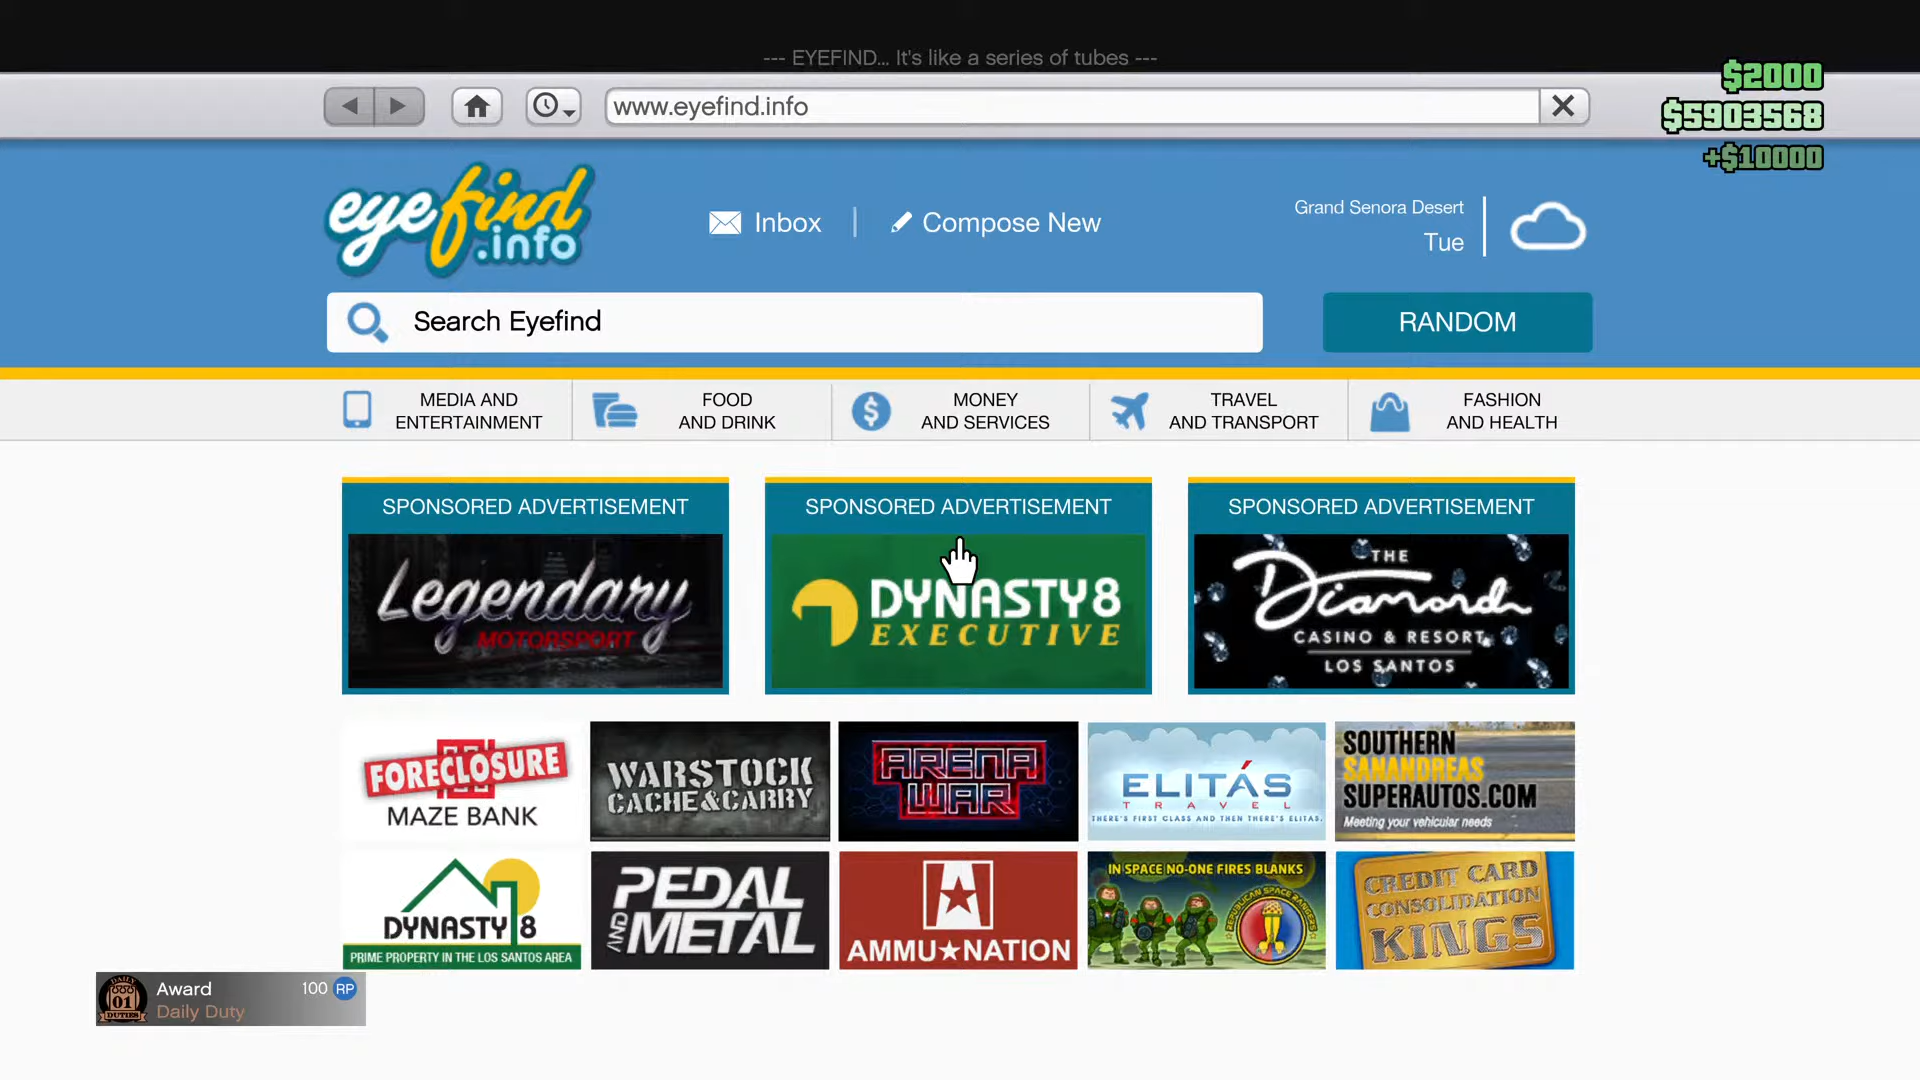 --- EYEFIND... It's like a series of tubes ---
$2000
www.eyefind.info
$5903568
+$10000
eyefind
.info
Inbox
Compose New
Grand Senora Desert
Tue
Search Eyefind
RANDOM
MEDIA AND
ENTERTAINMENT
FOOD
AND DRINK
MONEY
AND SERVICES
TRAVEL
AND TRANSPORT
FASHION
AND HEALTH
SPONSORED ADVERTISEMENT
Legendary
MOTORSPORT
SPONSORED ADVERTISEMENT
DYNASTY8
EXECUTIVE
SPONSORED ADVERTISEMENT
THE
Diamond
CASINO & RESORT
LOS SANTOS
FORECLOSURE
MAZE BANK
WARSTOCK
CACHE&CARRY
ARENA
WAR
ELITÁS
TRAVEL
THERE'S FIRST CLASS AND THEN THERE'S ELITAS.
SOUTHERN
SANANDREAS
SUPERAUTOS.COM
Meeting your vehicular needs
DYNASTY 8
PRIME PROPERTY IN THE LOS SANTOS AREA
PEDAL
AND METAL
AMMU★NATION
IN SPACE NO-ONE FIRES BLANKS
REPUBLICAN SPACE RANGERS
CREDIT CARD
CONSOLIDATION
KINGS
DAILY
01
DUTIES
Award
100 RP
Daily Duty